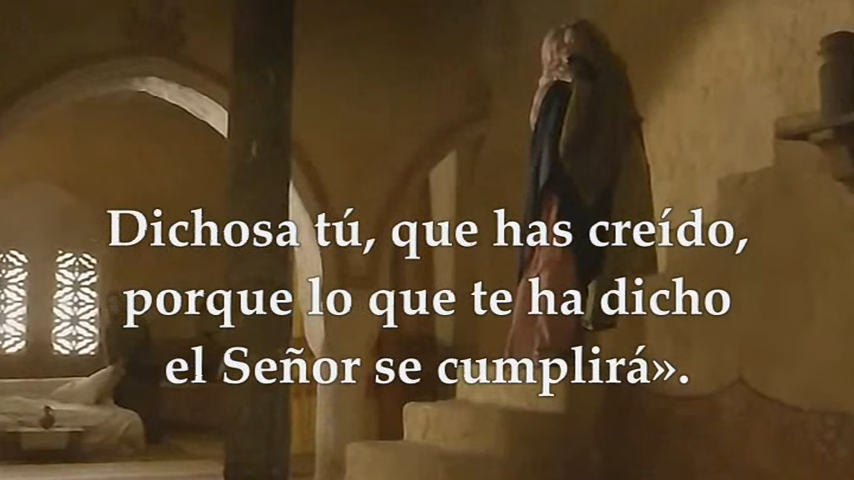 Dichosa tú, que has creído,
porque lo que te ha dicho
el Señor se cumplirá».